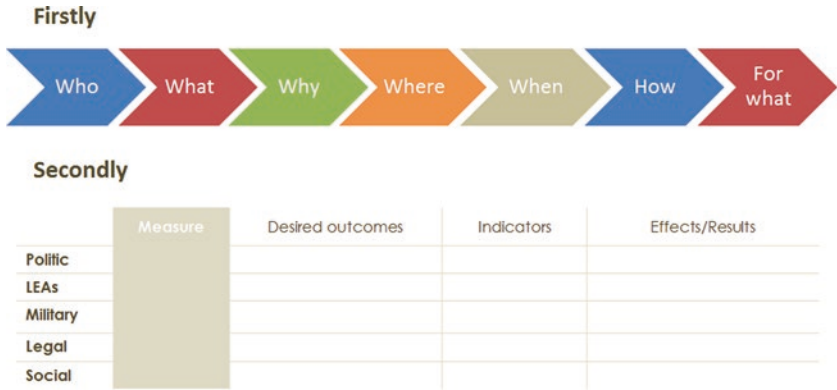 Firstly
Who What Why Where When How For what
Secondly
Measure Desired outcomes Indicators Effects/Results
Politic
LEAs
Military
Legal
Social